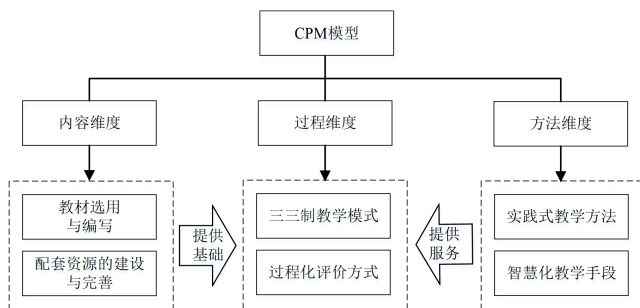 CPM模型
内容维度
过程维度
方法维度
教材选用
与编写
配套资源的建设
与完善
提供
基础
三三制教学模式
过程化评价方式
提供
服务
实践式教学方法
智慧化教学手段